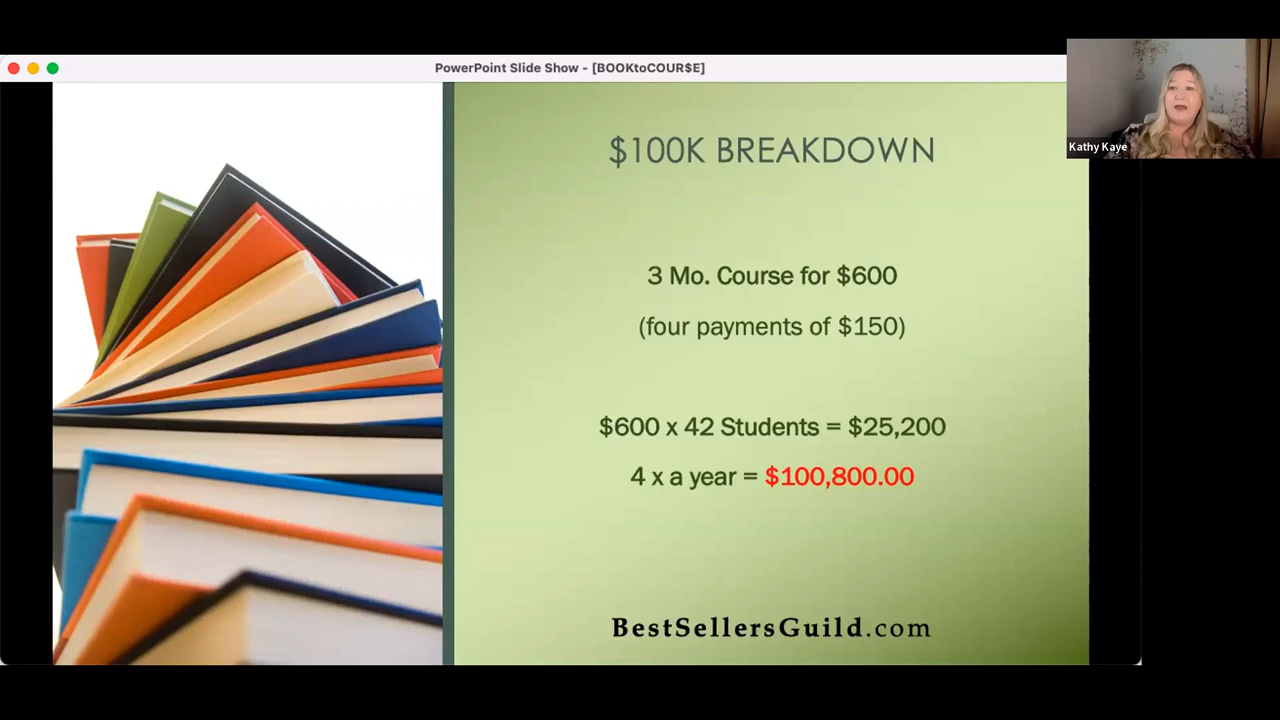 PowerPoint Slide Show - [BOOKtoCOUR$E]
Kathy Kaye
$100K BREAKDOWN
3 Mo. Course for $600
(four payments of $150)
$600 x 42 Students = $25,200
4 x a year = $100,800.00
BestSellersGuild.com